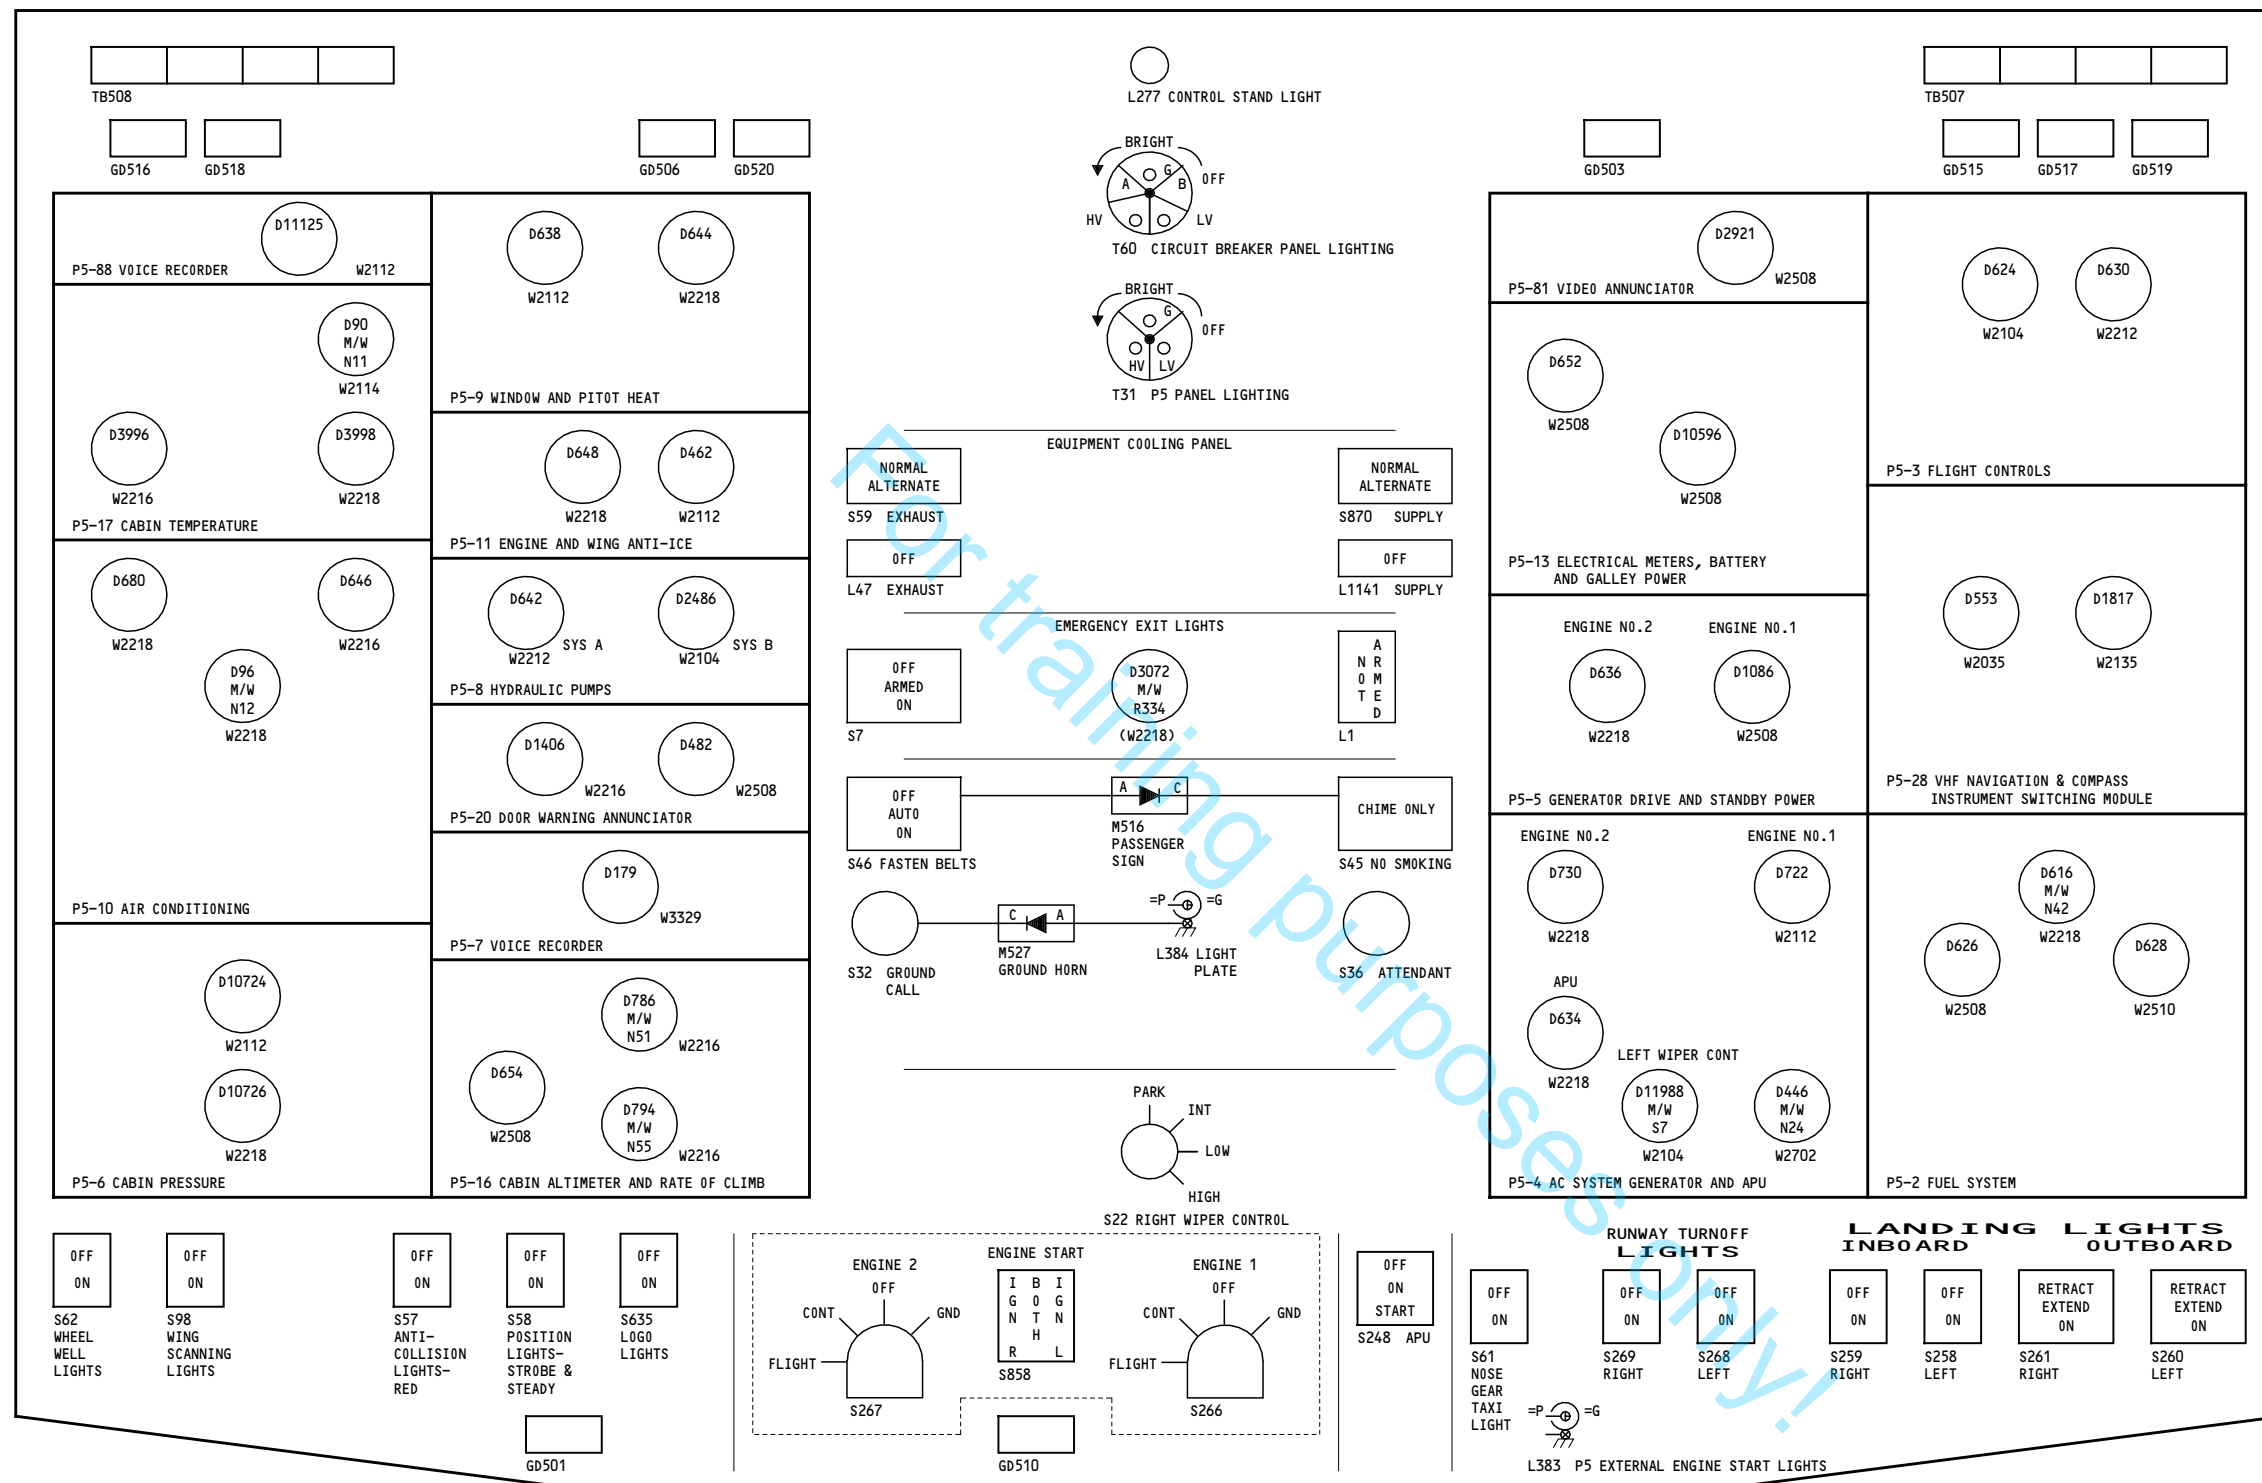 TB508
L277 CONTROL STAND LIGHT
TB507
GD516
GD518
GD506
GD520
GD503
GD515
GD517
GD519
BRIGHT
OFF
G
A
B
HV
LV
T60 CIRCUIT BREAKER PANEL LIGHTING
BRIGHT
OFF
G
HV
LV
T31 P5 PANEL LIGHTING
D11125
P5-88 VOICE RECORDER
W2112
D90
M/W
N11
W2114
D3996
W2216
D3998
W2218
P5-17 CABIN TEMPERATURE
D680
W2218
D646
W2216
D96
M/W
N12
W2218
P5-10 AIR CONDITIONING
D10724
W2112
D10726
W2218
P5-6 CABIN PRESSURE
D638
W2112
D644
W2218
P5-9 WINDOW AND PITOT HEAT
D648
W2218
D462
W2112
P5-11 ENGINE AND WING ANTI-ICE
D642
W2212
SYS A
D2486
W2104
SYS B
P5-8 HYDRAULIC PUMPS
D1406
W2216
D482
W2508
P5-20 DOOR WARNING ANNUNCIATOR
D179
W3329
P5-7 VOICE RECORDER
D786
M/W
N51
W2216
D654
W2508
D794
M/W
N55
W2216
P5-16 CABIN ALTIMETER AND RATE OF CLIMB
EQUIPMENT COOLING PANEL
NORMAL
ALTERNATE
S59 EXHAUST
NORMAL
ALTERNATE
S870 SUPPLY
OFF
L47 EXHAUST
OFF
L1141 SUPPLY
EMERGENCY EXIT LIGHTS
OFF
ARMED
ON
S7
D3072
M/W
R334
(W2218)
NOT
ARMED
L1
OFF
AUTO
ON
S46 FASTEN BELTS
A C
M516
PASSENGER
SIGN
CHIME ONLY
S45 NO SMOKING
S32 GROUND
CALL
C A
M527
GROUND HORN
=P =G
L384 LIGHT
PLATE
S36 ATTENDANT
PARK
INT
LOW
HIGH
S22 RIGHT WIPER CONTROL
D2921
W2508
P5-81 VIDEO ANNUNCIATOR
D652
W2508
D10596
W2508
P5-13 ELECTRICAL METERS, BATTERY
AND GALLEY POWER
ENGINE NO.2
D636
W2218
ENGINE NO.1
D1086
W2508
P5-5 GENERATOR DRIVE AND STANDBY POWER
ENGINE NO.2
D730
W2218
ENGINE NO.1
D722
W2112
APU
D634
W2218
LEFT WIPER CONT
D11988
M/W
S7
W2104
D446
M/W
N24
W2702
P5-4 AC SYSTEM GENERATOR AND APU
D624
W2104
D630
W2212
P5-3 FLIGHT CONTROLS
D553
W2035
D1817
W2135
P5-28 VHF NAVIGATION & COMPASS
INSTRUMENT SWITCHING MODULE
D616
M/W
N42
W2218
D626
W2508
D628
W2510
P5-2 FUEL SYSTEM
OFF
ON
S62
WHEEL
WELL
LIGHTS
OFF
ON
S98
WING
SCANNING
LIGHTS
OFF
ON
S57
ANTI-
COLLISION
LIGHTS-
RED
OFF
ON
S58
POSITION
LIGHTS-
STROBE &
STEADY
OFF
ON
S635
LOGO
LIGHTS
GD501
ENGINE START
ENGINE 2
OFF
CONT
GND
FLIGHT
S267
IGN R
BOTH
IGN L
S858
ENGINE 1
OFF
CONT
GND
FLIGHT
S266
GD510
OFF
ON
START
S248 APU
OFF
ON
S61
NOSE
GEAR
TAXI
LIGHT
RUNWAY TURNOFF
LIGHTS
OFF
ON
S269
RIGHT
OFF
ON
S268
LEFT
LANDING LIGHTS
INBOARD OUTBOARD
OFF
ON
S259
RIGHT
OFF
ON
S258
LEFT
RETRACT
EXTEND
ON
S261
RIGHT
RETRACT
EXTEND
ON
S260
LEFT
=P =G
L383 P5 EXTERNAL ENGINE START LIGHTS
For training purposes only!